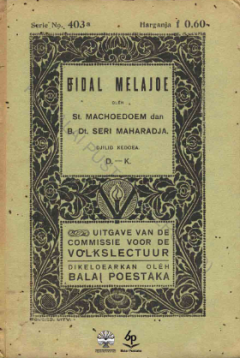 Serie No. 403a Harganja f 0.60
KIDAL MELAJOE
OLEH
St. MACHOEDOEM dan
B. Dt. SERI MAHARADJA.
DJILID KEDOEA
D.—K.
UITGAVE VAN DE
COMMISSIE VOOR DE
VOLKSLECTUUR
DIKELOEARKAN OLEH
BALAI POESTAKA